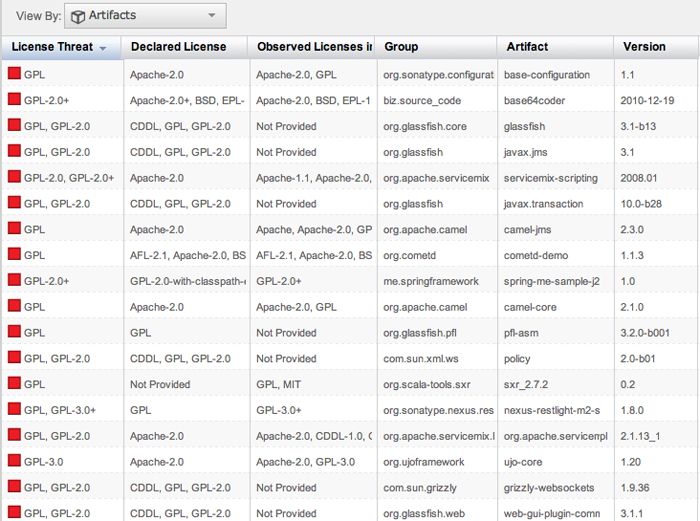 View By: Artifacts
License Threat Declared License Observed Licenses in Group Artifact Version
GPL Apache-2.0 Apache-2.0, GPL org.sonatype.configurat base-configuration 1.1
GPL-2.0+ Apache-2.0+, BSD, EPL- Apache-2.0, BSD, EPL-1 biz.source_code base64coder 2010-12-19
GPL, GPL-2.0 CDDL, GPL, GPL-2.0 Not Provided org.glassfish.core glassfish 3.1-b13
GPL, GPL-2.0 CDDL, GPL, GPL-2.0 Not Provided org.glassfish javax.jms 3.1
GPL-2.0, GPL-2.0+ Apache-2.0 Apache-1.1, Apache-2.0, org.apache.servicemix servicemix-scripting 2008.01
GPL, GPL-2.0 CDDL, GPL, GPL-2.0 Not Provided org.glassfish javax.transaction 10.0-b28
GPL Apache-2.0 Apache, Apache-2.0, GP org.apache.camel camel-jms 2.3.0
GPL AFL-2.1, Apache-2.0, BS AFL-2.1, Apache-2.0, BS org.cometd cometd-demo 1.1.3
GPL-2.0+ GPL-2.0-with-classpath- GPL-2.0+ me.springframework spring-me-sample-j2 1.0
GPL Apache-2.0 Apache-2.0, GPL org.apache.camel camel-core 2.1.0
GPL GPL Not Provided org.glassfish.pfl pfl-asm 3.2.0-b001
GPL, GPL-2.0 CDDL, GPL, GPL-2.0 Not Provided com.sun.xml.ws policy 2.0-b01
GPL Not Provided GPL, MIT org.scala-tools.sxr sxr_2.7.2 0.2
GPL, GPL-3.0+ GPL GPL-3.0+ org.sonatype.nexus.res nexus-restlight-m2-s 1.8.0
GPL, GPL-2.0 Apache-2.0 Apache-2.0, CDDL-1.0, org.apache.servicemix. org.apache.servicempl 2.1.13_1
GPL-3.0 Apache-2.0 Apache-2.0, GPL-3.0 org.ujoframework ujo-core 1.20
GPL, GPL-2.0 CDDL, GPL, GPL-2.0 Not Provided com.sun.grizzly grizzly-websockets 1.9.36
GPL, GPL-2.0 CDDL, GPL, GPL-2.0 Not Provided org.glassfish.web web-gui-plugin-comn 3.1.1